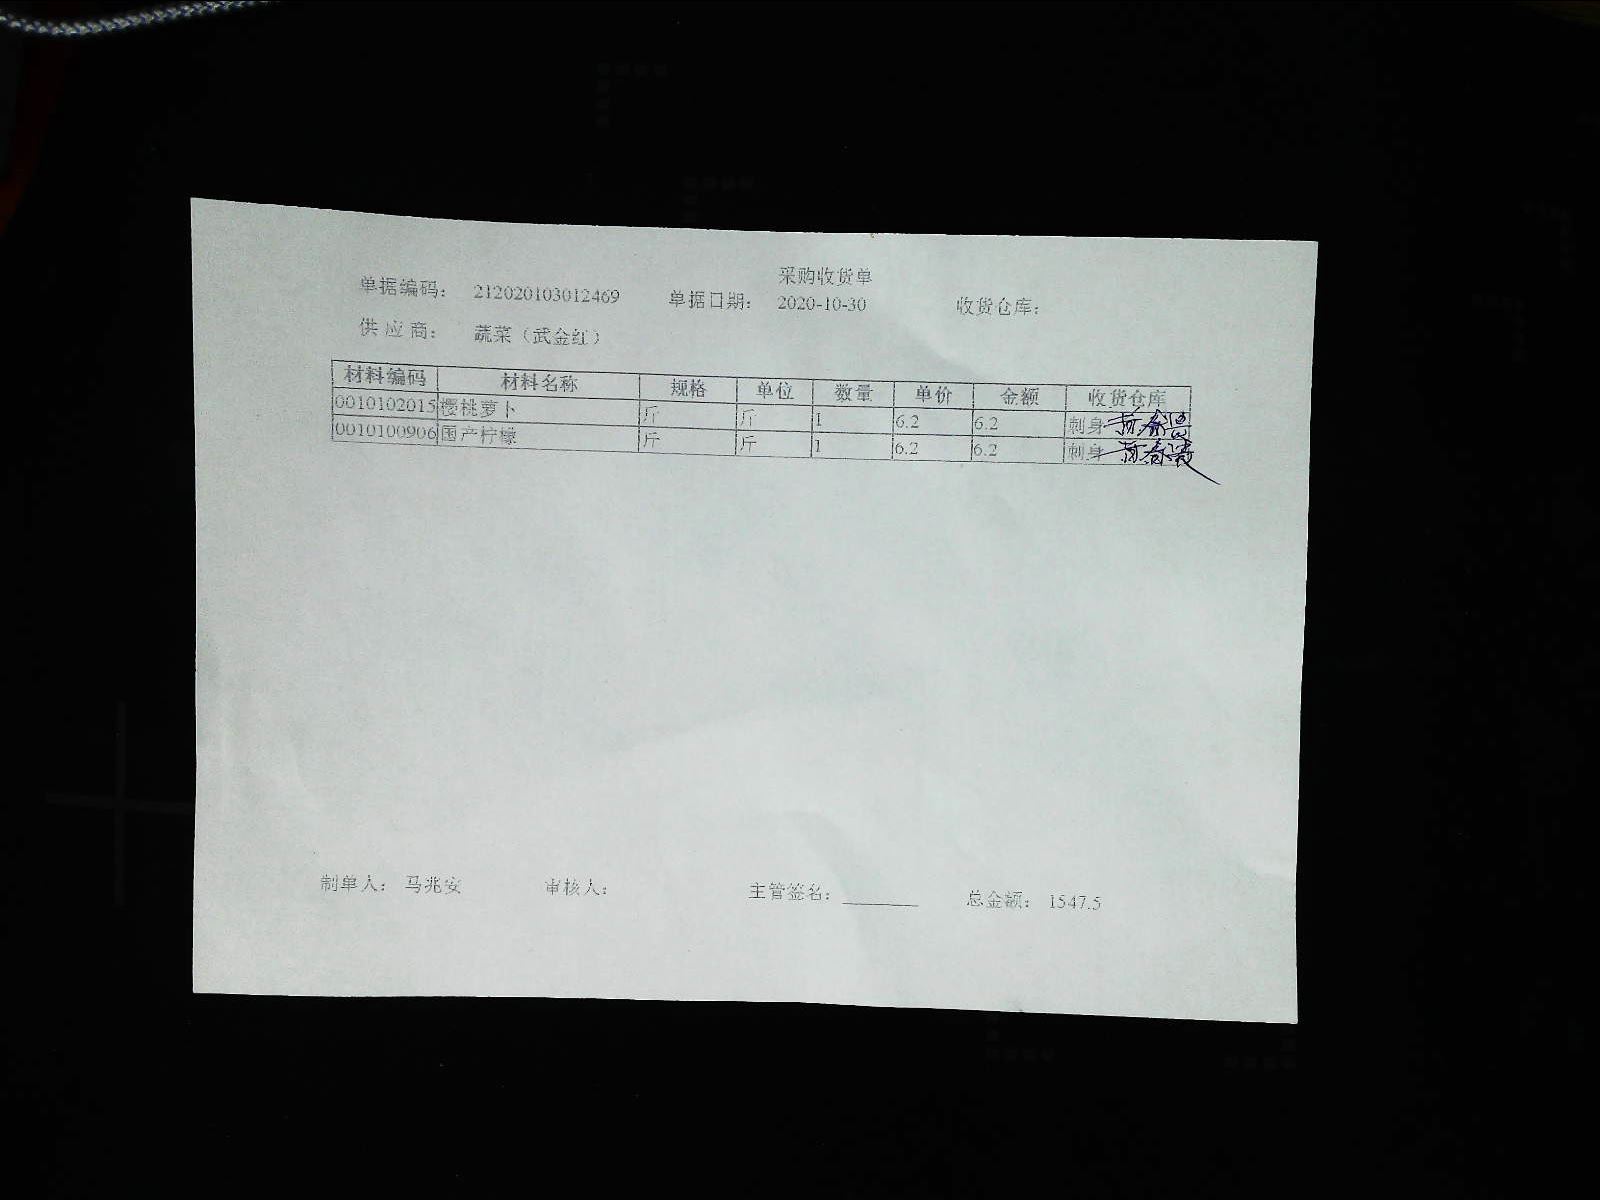 采购收货单
单据编码: 212020103012469 单据日期: 2020-10-30 收货仓库:
供应商: 蔬菜（武金红）
材料编码 材料名称 规格 单位 数量 单价 金额 收货仓库
0010102015 樱桃萝卜 斤 斤 1 6.2 6.2 刺身
0010100906 国产柠檬 斤 斤 1 6.2 6.2 刺身
制单人: 马兆安 审核人: 主管签名: 总金额: 1547.5